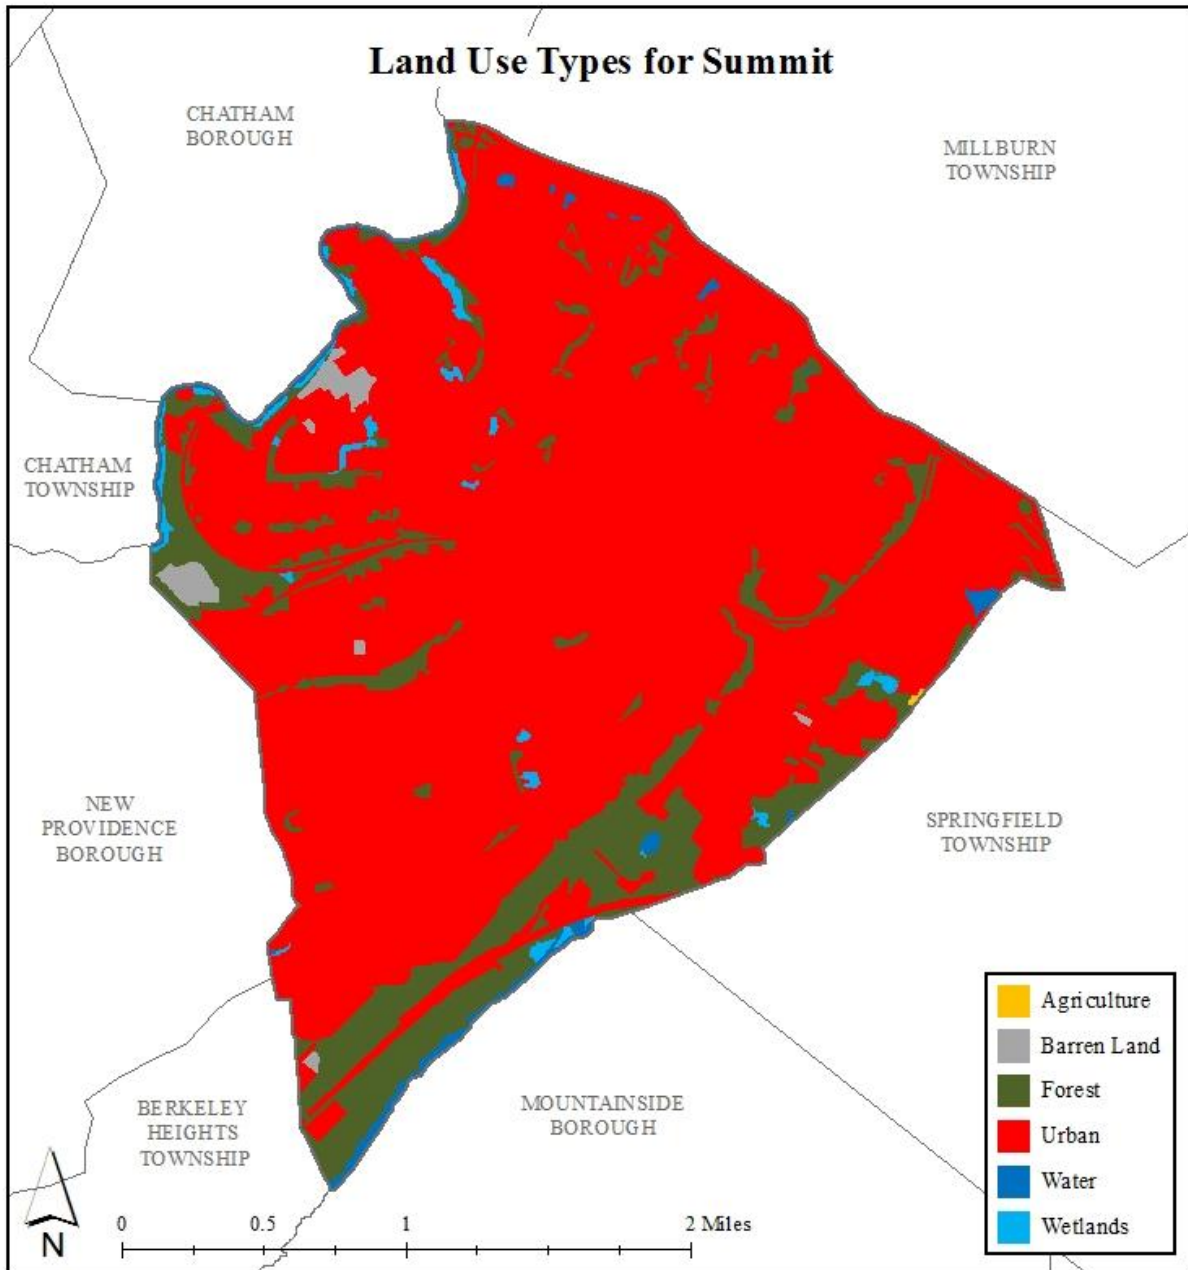 Land Use Types for Summit
CHATHAM
BOROUGH
MILLBURN
TOWNSHIP
CHATHAM
TOWNSHIP
NEW
PROVIDENCE
BOROUGH
SPRINGFIELD
TOWNSHIP
BERKELEY
HEIGHTS
TOWNSHIP
MOUNTAINSIDE
BOROUGH
Agriculture
Barren Land
Forest
Urban
Water
Wetlands
N
0 0.5 1 2 Miles